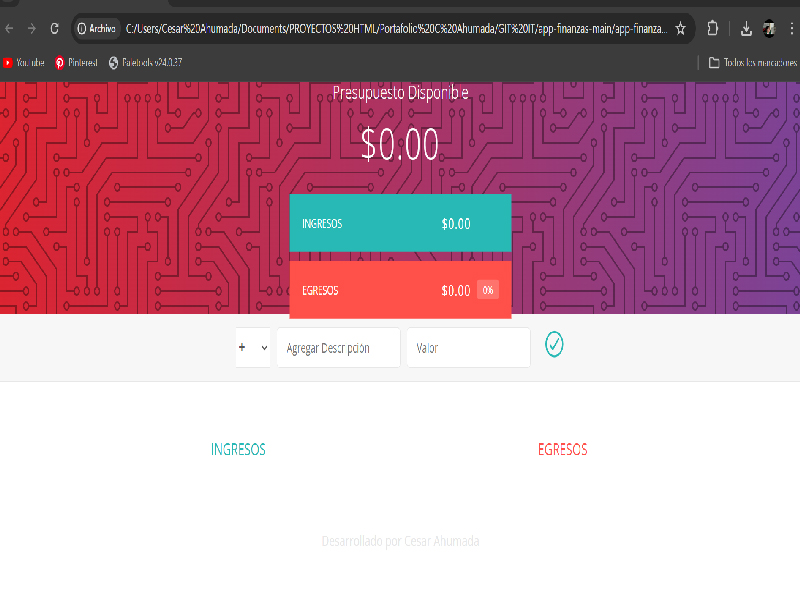 Archivo C:/Users/Cesar%20Ahumada/Documents/PROYECTOS%20HTML/Portafolio%20C%20Ahumada/GIT%20IT/app-finanzas-main/app-finanza...
Youtube Pinterest Paletools v24.0.37 Todos los marcadores
Presupuesto Disponible
$0.00
INGRESOS $0.00
EGRESOS $0.00 0%
+ Agregar Descripción Valor
INGRESOS EGRESOS
Desarrollado por Cesar Ahumada